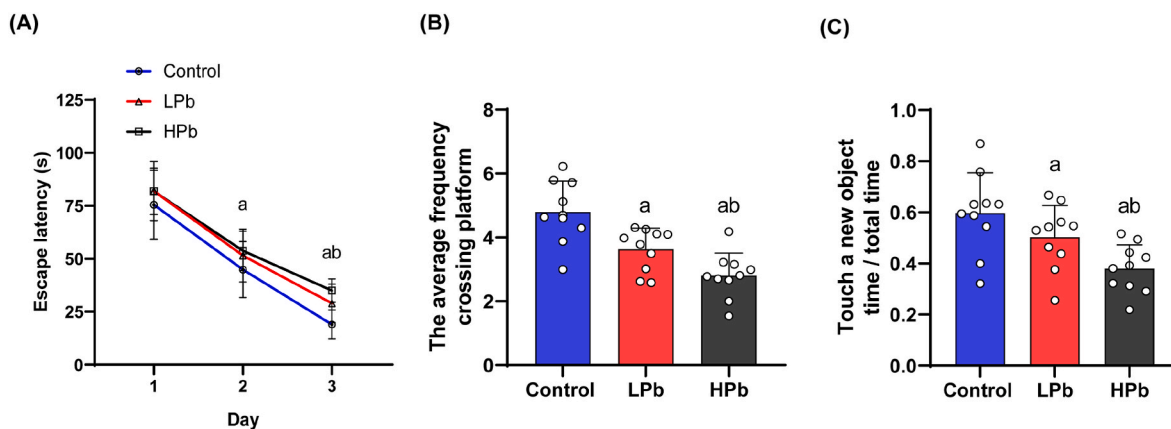 (A)
Control
LPb
HPb
Escape latency (s)
125
100
75
50
25
0
a
ab
1
2
3
Day
(B)
The average frequency
crossing platform
8
6
4
2
0
a
ab
Control
LPb
HPb
(C)
Touch a new object
time / total time
1.0
0.8
0.6
0.4
0.2
0.0
a
ab
Control
LPb
HPb